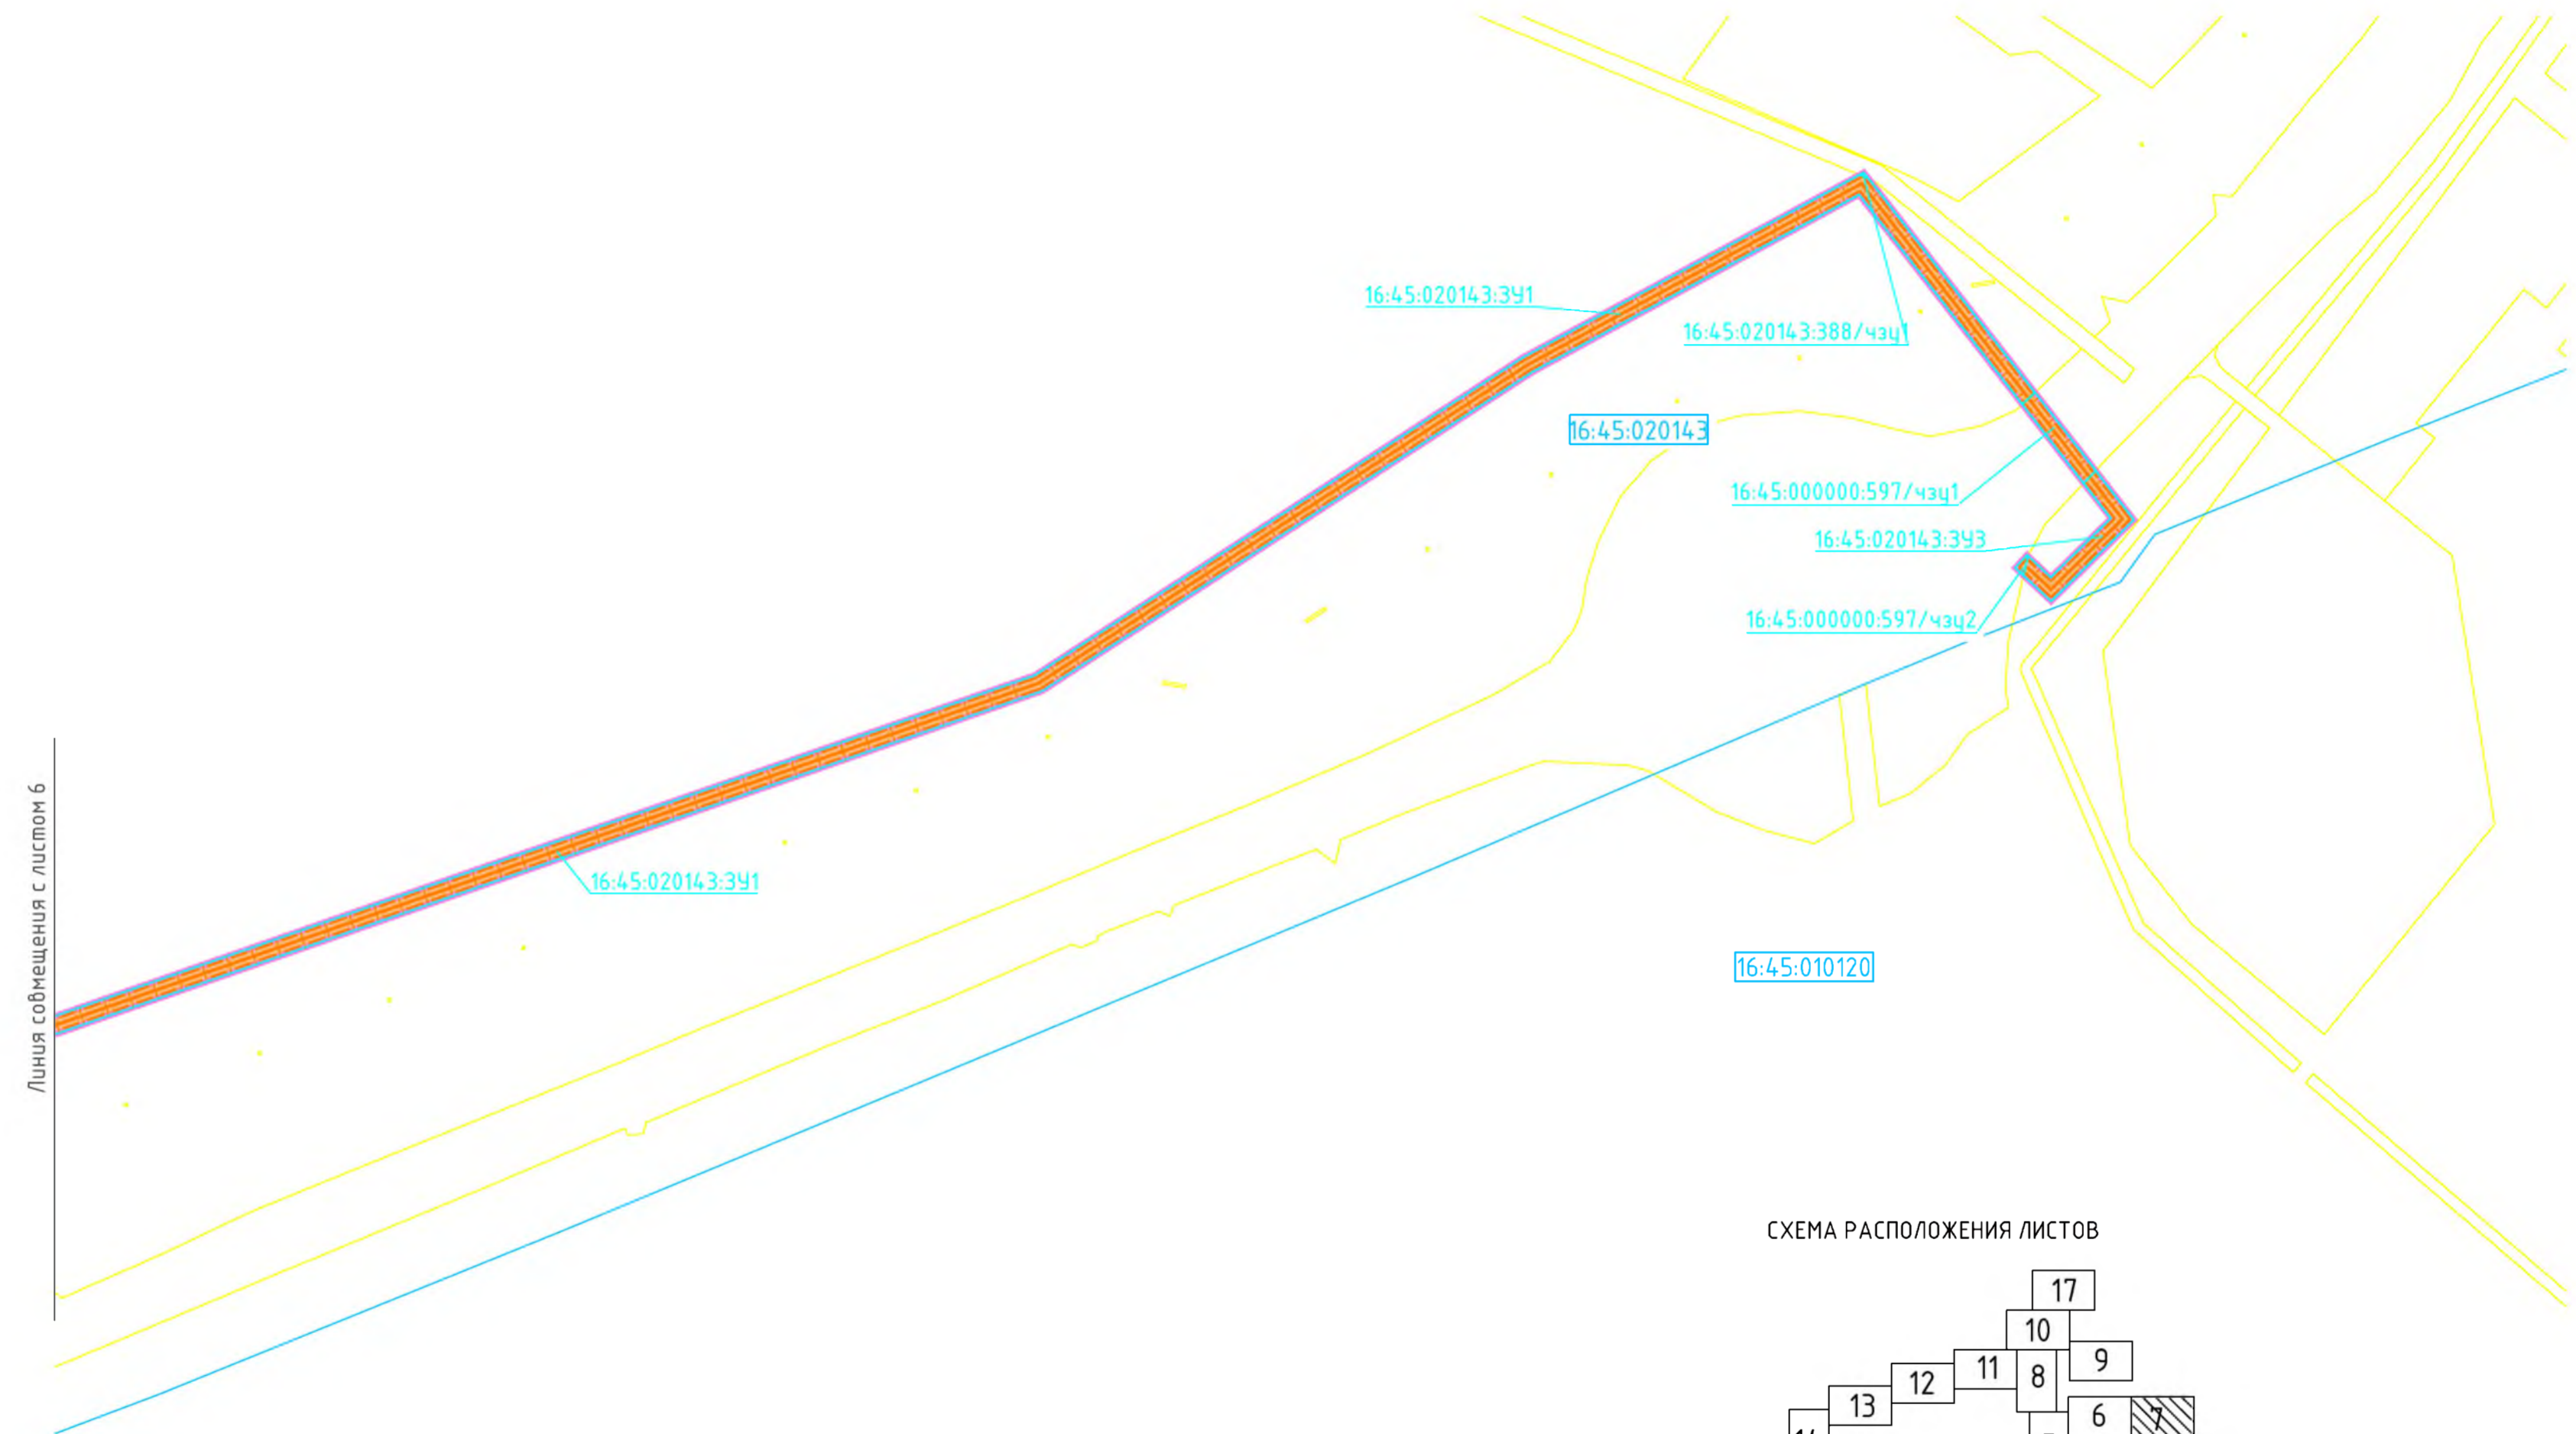 16:45:020143:ЗУ1
16:45:020143:388/чзу1
16:45:020143
16:45:000000:597/чзу1
16:45:020143:ЗУ3
16:45:000000:597/чзу2
Линия совмещения с листом 6
16:45:020143:ЗУ1
16:45:010120
СХЕМА РАСПОЛОЖЕНИЯ ЛИСТОВ
17
10
9
11
8
12
13
6
7